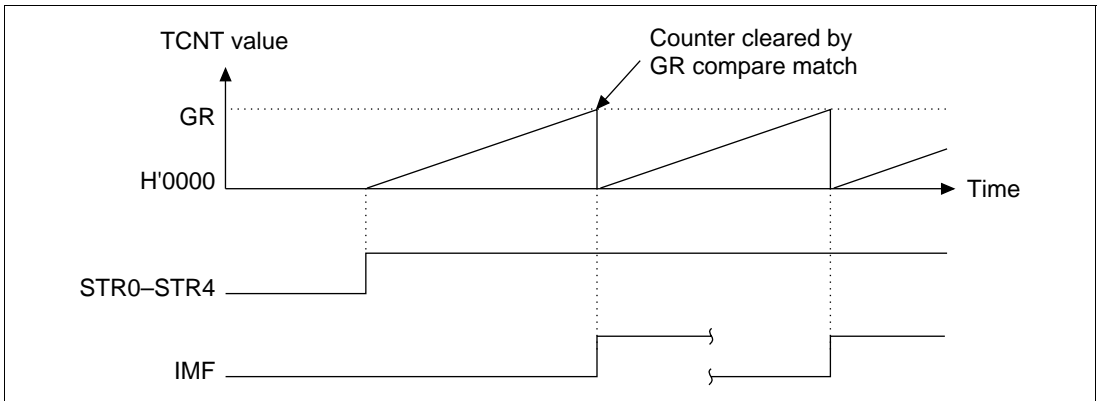 TCNT value
Counter cleared by
GR compare match
GR
H'0000
Time
STR0–STR4
IMF